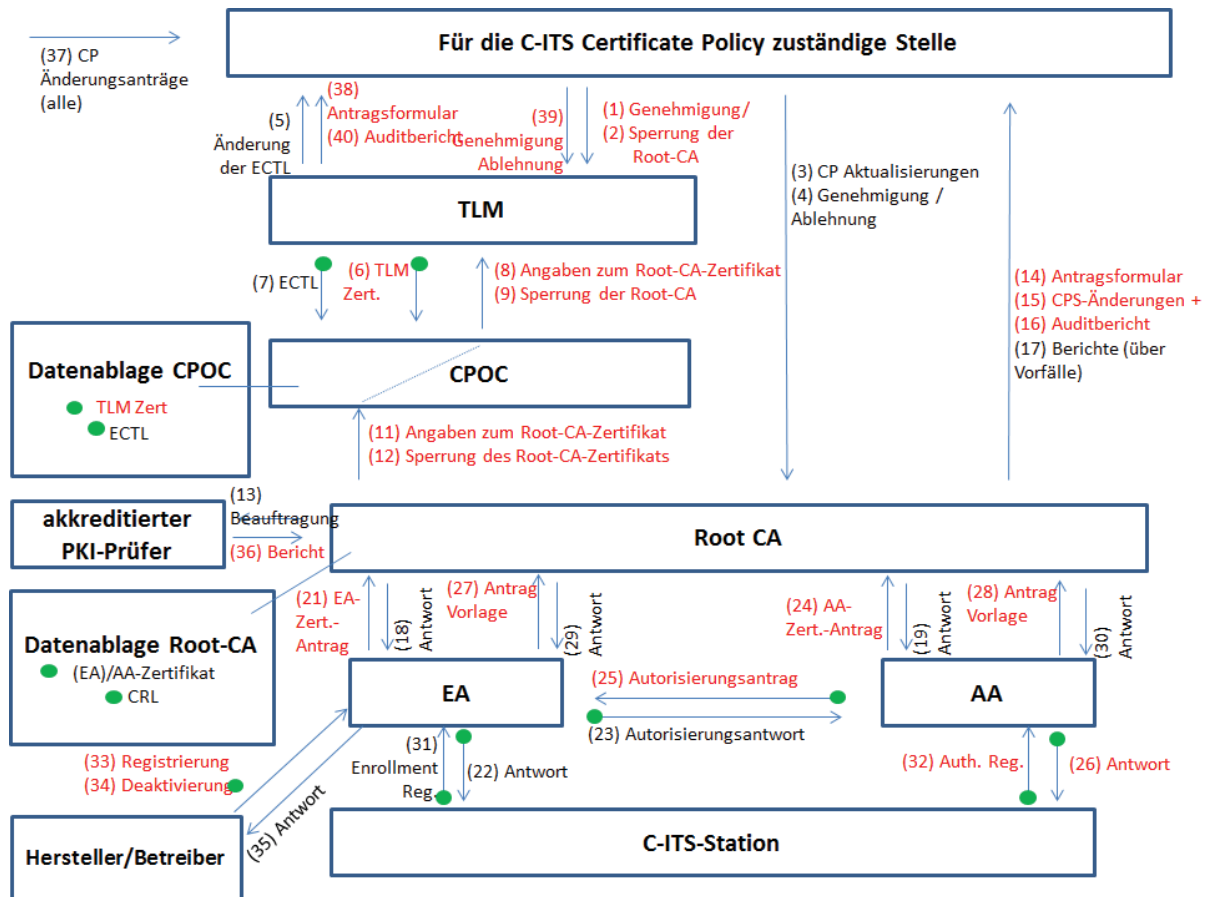 Für die C-ITS Certificate Policy zuständige Stelle
(37) CP
Änderungsanträge
(alle)
(5)
Änderung
der ECTL
(38)
Antragsformular
(40) Auditbericht
(39)
Genehmigung
Ablehnung
(1) Genehmigung/
(2) Sperrung der
Root-CA
(3) CP Aktualisierungen
(4) Genehmigung /
Ablehnung
TLM
(7) ECTL
(6) TLM
Zert.
(8) Angaben zum Root-CA-Zertifikat
(9) Sperrung der Root-CA
(14) Antragsformular
(15) CPS-Änderungen +
(16) Auditbericht
(17) Berichte (über
Vorfälle)
Datenablage CPOC
TLM Zert
ECTL
CPOC
(11) Angaben zum Root-CA-Zertifikat
(12) Sperrung des Root-CA-Zertifikats
akkreditierter
PKI-Prüfer
(13)
Beauftragung
(36) Bericht
Root CA
(21) EA-
Zert.-
Antrag
(18)
Antwort
(27) Antrag
Vorlage
(29)
Antwort
(24) AA-
Zert.-Antrag
(19)
Antwort
(28) Antrag
Vorlage
(30)
Antwort
Datenablage Root-CA
(EA)/AA-Zertifikat
CRL
EA
(25) Autorisierungsantrag
(23) Autorisierungsantwort
AA
(33) Registrierung
(34) Deaktivierung
(35) Antwort
(31)
Enrollment
Reg.
(22) Antwort
(32) Auth. Reg.
(26) Antwort
Hersteller/Betreiber
C-ITS-Station